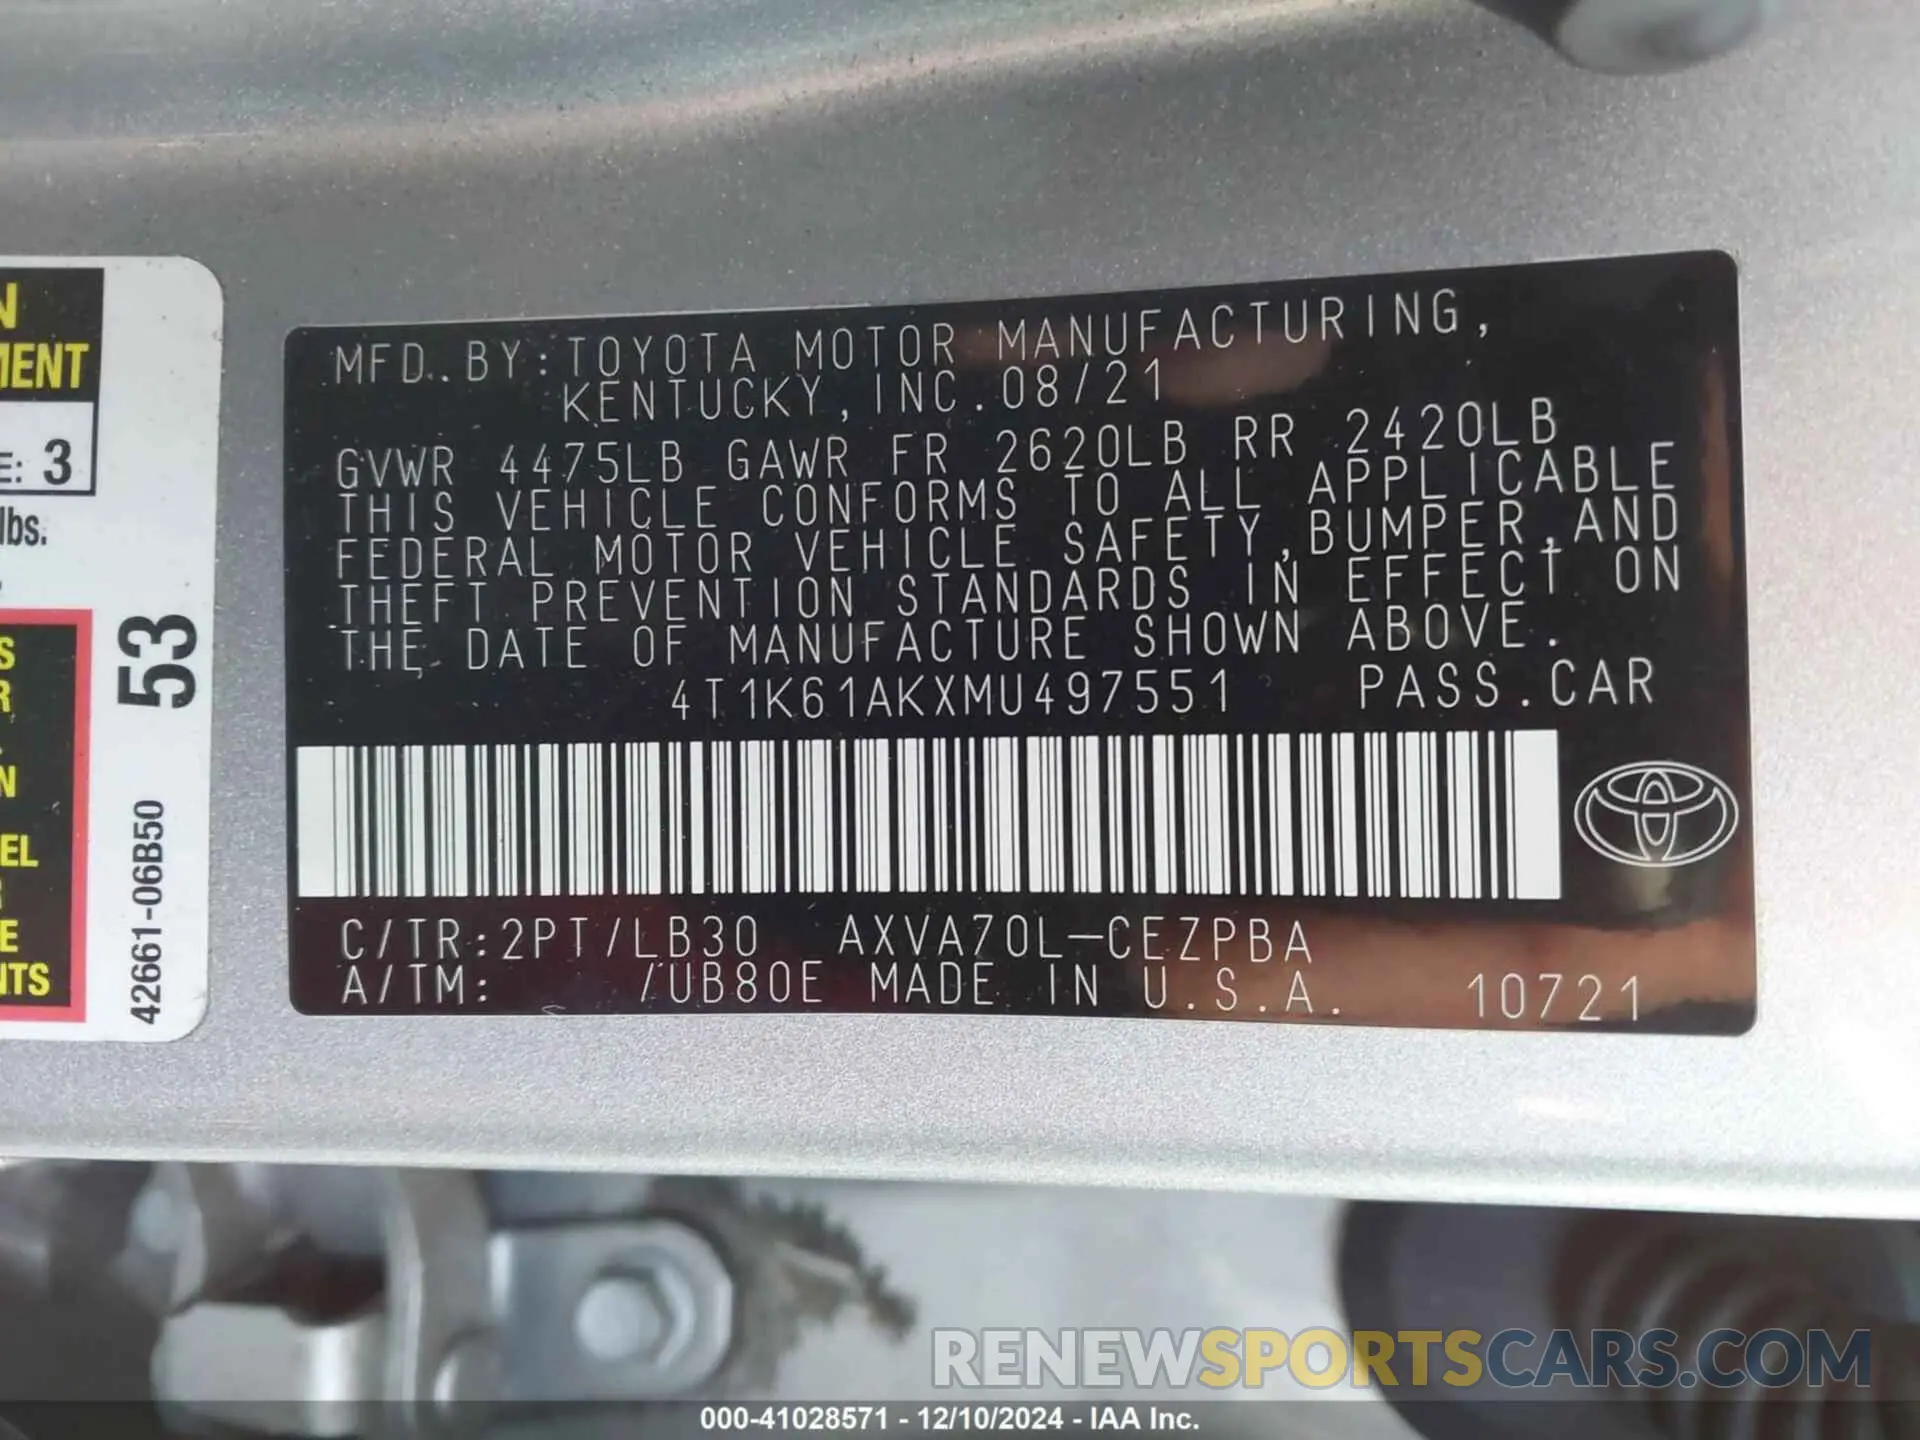 N
MENT
E: 3
lbs.
S
R
N
EL
R
E
NTS
53
42661-06B50
MFD. BY: TOYOTA MOTOR MANUFACTURING,
KENTUCKY, INC. 08/21
GVWR 4475LB GAWR FR 2620LB RR 2420LB
THIS VEHICLE CONFORMS TO ALL APPLICABLE
FEDERAL MOTOR VEHICLE SAFETY, BUMPER, AND
THEFT PREVENTION STANDARDS IN EFFECT ON
THE DATE OF MANUFACTURE SHOWN ABOVE.
4T1K61AKXMU497551 PASS.CAR
C/TR:2PT/LB30 AXVA70L-CEZPBA
A/TM: /UB80E MADE IN U.S.A. 10721
RENEWSPORTSCARS.COM
000-41028571 - 12/10/2024 - IAA Inc.